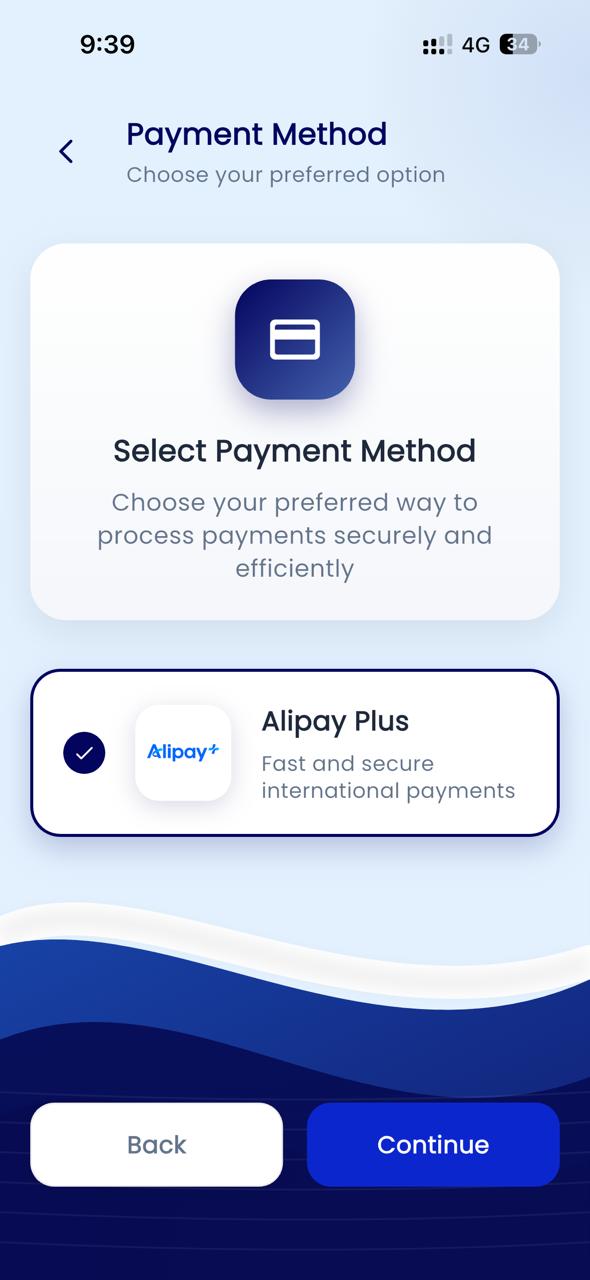 9:39
4G
34
Payment Method
Choose your preferred option
Select Payment Method
Choose your preferred way to
process payments securely and
efficiently
Alipay+
Alipay Plus
Fast and secure
international payments
Back
Continue